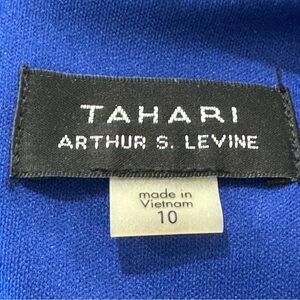 TAHARI
ARTHUR S. LEVINE
made in
Vietnam
10